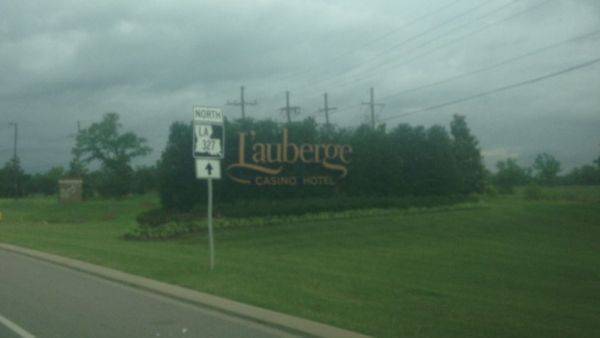 NORTH
LA
327
L'auberge
CASINO HOTEL